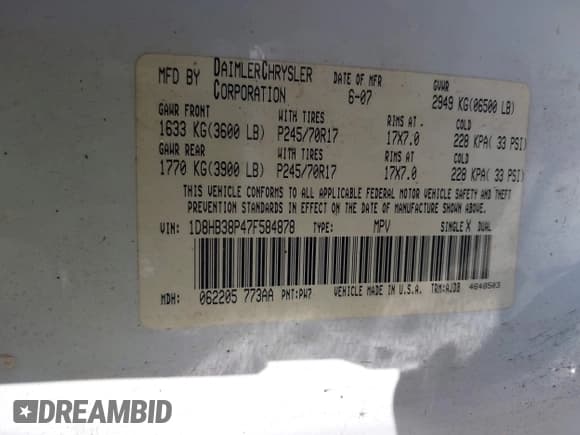 MFD BY DAIMLERCHRYSLER CORPORATION DATE OF MFR 6-07 GVWR 2949 KG(06500 LB)
GAWR FRONT WITH TIRES RIMS AT. COLD
1633 KG(3600 LB) P245/70R17 17X7.0 228 KPA( 33 PSI)
GAWR REAR WITH TIRES RIMS AT. COLD
1770 KG(3900 LB) P245/70R17 17X7.0 228 KPA( 33 PSI)
THIS VEHICLE CONFORMS TO ALL APPLICABLE FEDERAL MOTOR VEHICLE SAFETY AND THEFT
PREVENTION STANDARDS IN EFFECT ON THE DATE OF MANUFACTURE SHOWN ABOVE.
VIN: 1D8HB38P47F584878 TYPE: MPV SINGLE X DUAL
MDH: 062205 773AA PNT:PW7 VEHICLE MADE IN U.S.A. TRM:AJDB 4648503
DREAMBID